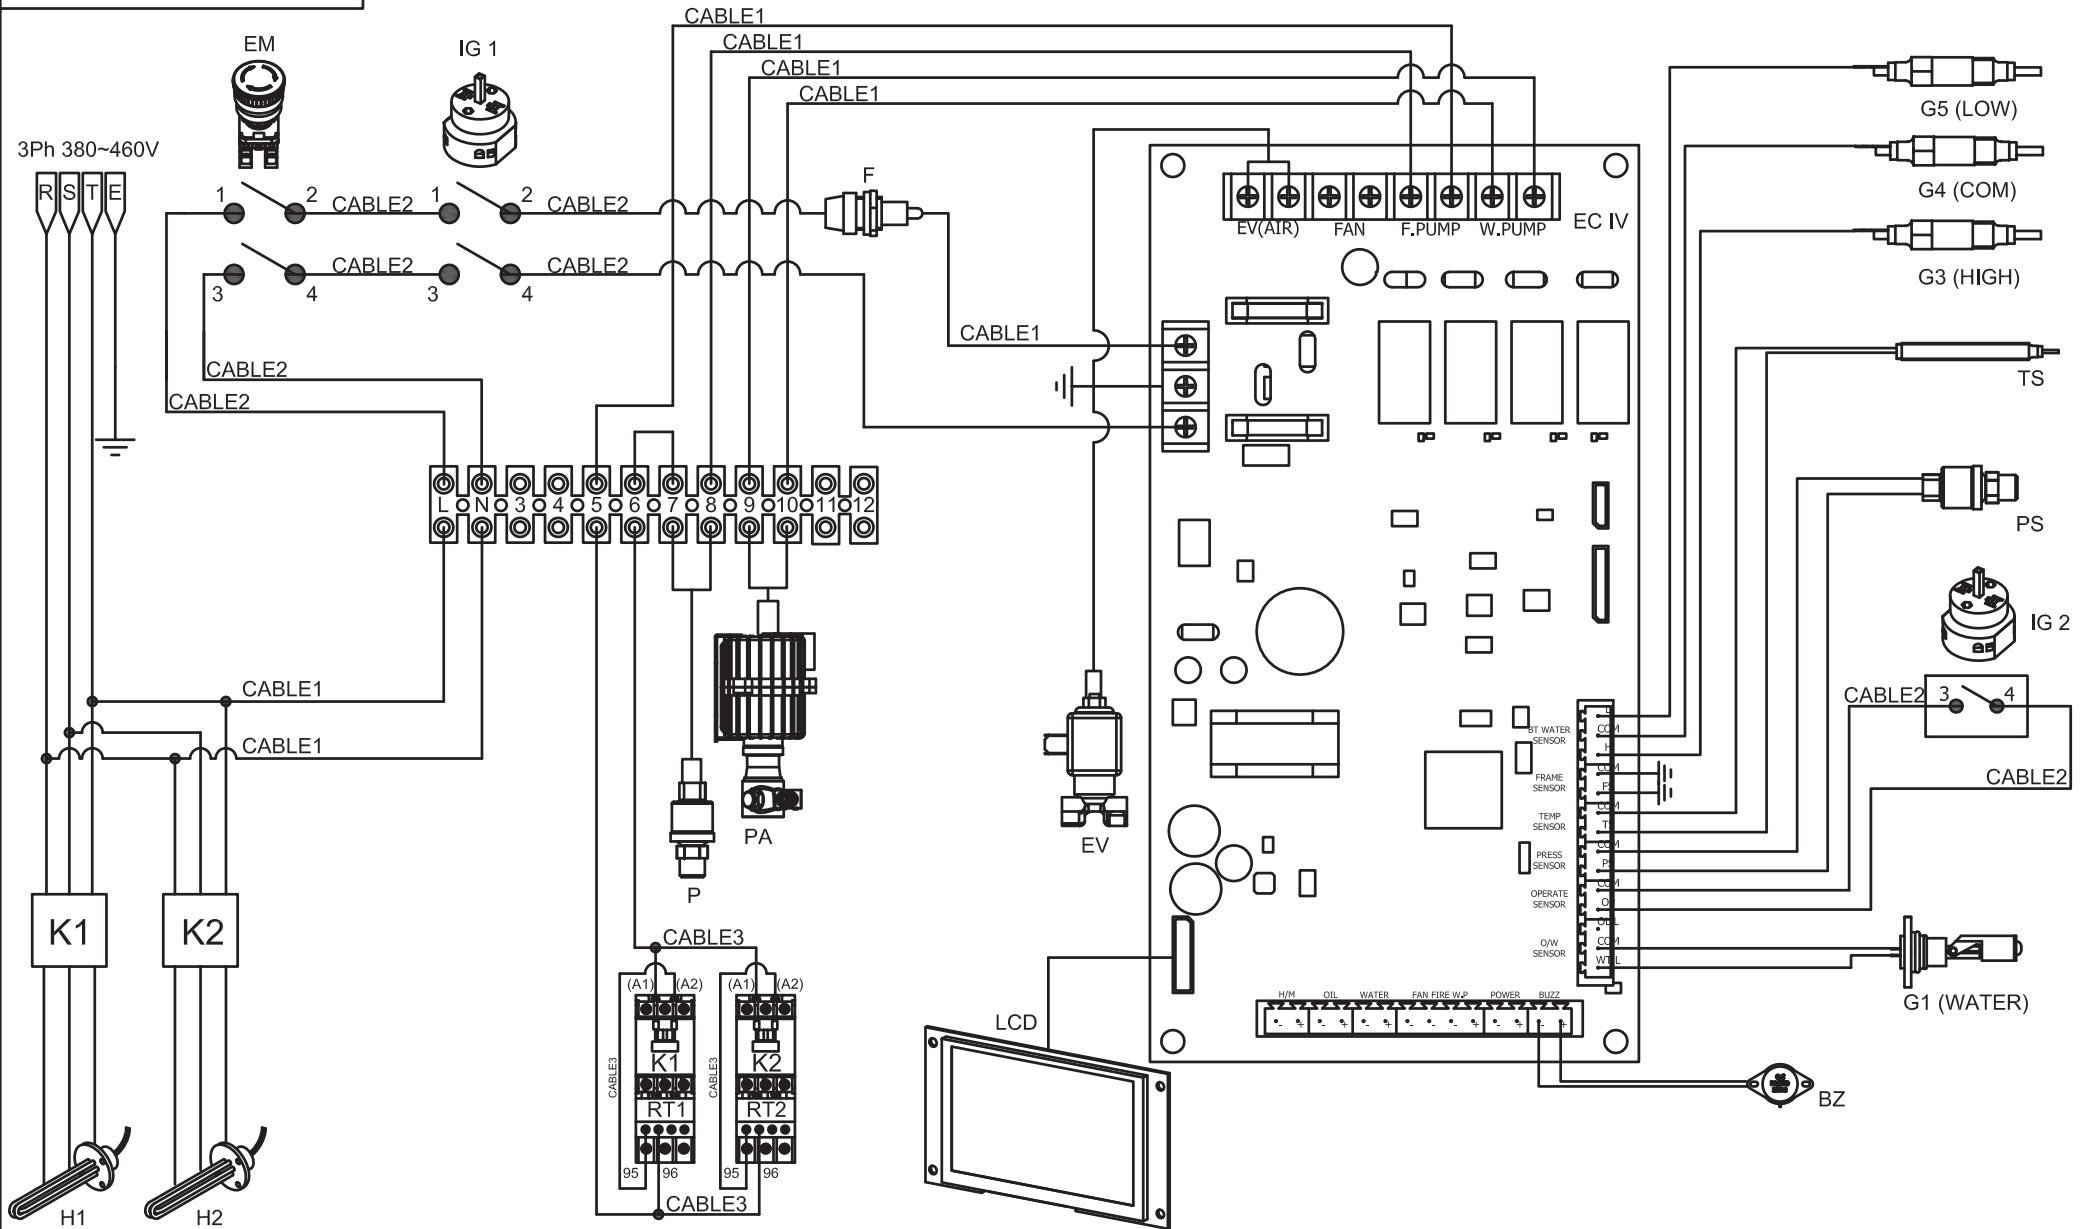 CABLE1
CABLE1
CABLE1
CABLE1
EM
IG 1
3Ph 380~460V
R S T E
1 2 CABLE2 1 2 CABLE2
F
3 4 CABLE2 3 4 CABLE2
CABLE2
CABLE2
CABLE1
EV(AIR) FAN F.PUMP W.PUMP
EC IV
G5 (LOW)
G4 (COM)
G3 (HIGH)
TS
PS
IG 2
L N 3 4 5 6 7 8 9 10 11 12
CABLE1
CABLE1
K1 K2
H1 H2
P
PA
EV
CABLE3
(A1) (A2) (A1) (A2)
CABLE3 K1 CABLE3 K2
RT1 RT2
95 96 95 96
CABLE3
LCD
BT WATER
SENSOR
FRAME
SENSOR
TEMP
SENSOR
PRESS
SENSOR
OPERATE
SENSOR
O/W
SENSOR
COM
H
COM
COM
COM
COM
COM
CABLE2 3 4
CABLE2
G1 (WATER)
H/M OIL WATER FAN FIRE W.P POWER BUZZ
- + - + - + - - - + - + - +
BZ